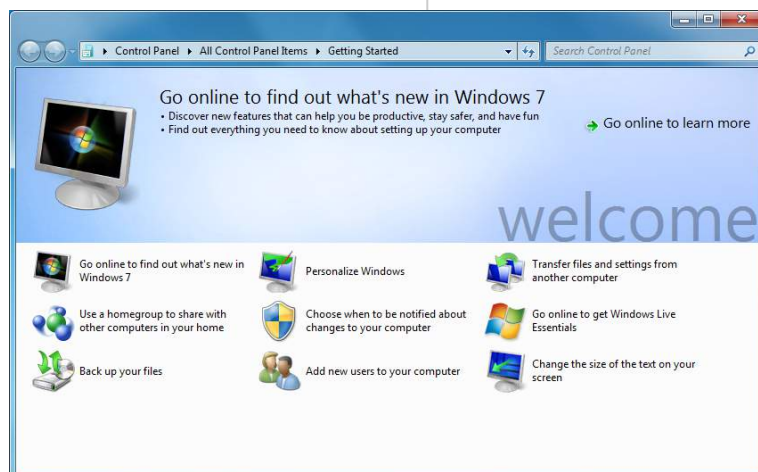 Control Panel ▸ All Control Panel Items ▸ Getting Started
Search Control Panel
Go online to find out what's new in Windows 7
• Discover new features that can help you be productive, stay safer, and have fun
• Find out everything you need to know about setting up your computer
Go online to learn more
welcome
Go online to find out what's new in
Windows 7
Personalize Windows
Transfer files and settings from
another computer
Use a homegroup to share with
other computers in your home
Choose when to be notified about
changes to your computer
Go online to get Windows Live
Essentials
Back up your files
Add new users to your computer
Change the size of the text on your
screen